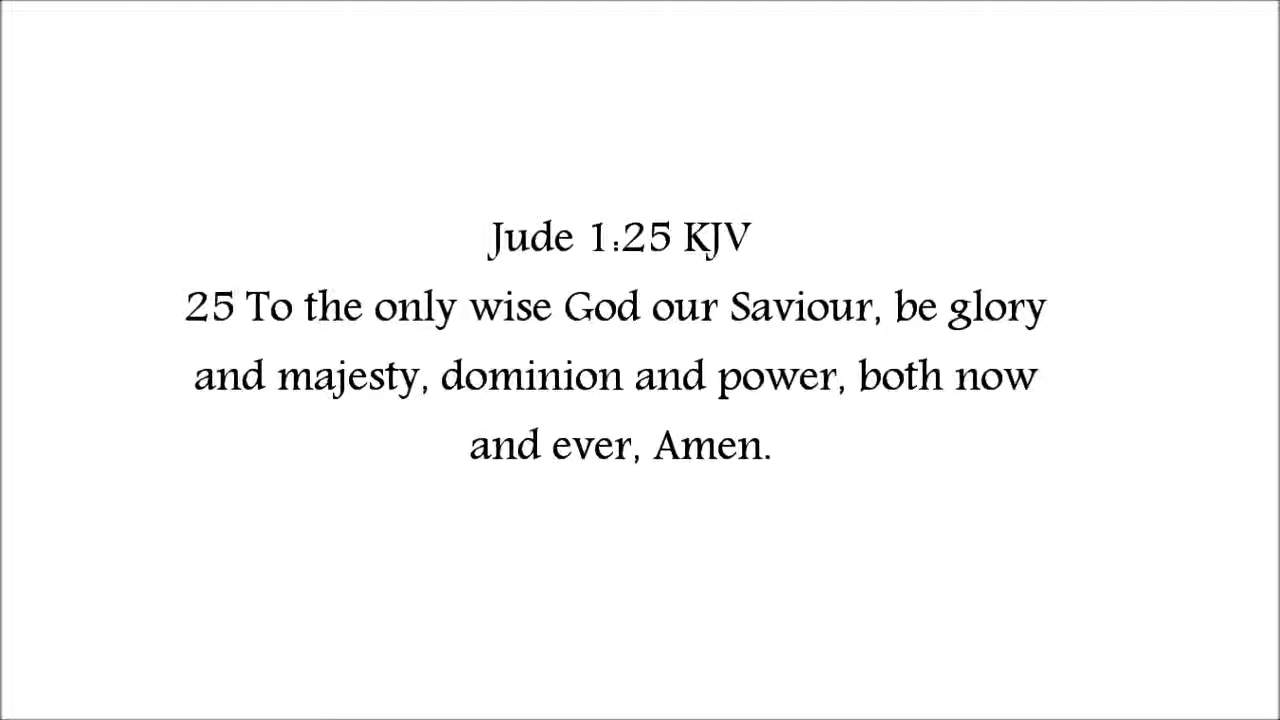 Jude 1:25 KJV
25 To the only wise God our Saviour, be glory
and majesty, dominion and power, both now
and ever, Amen.